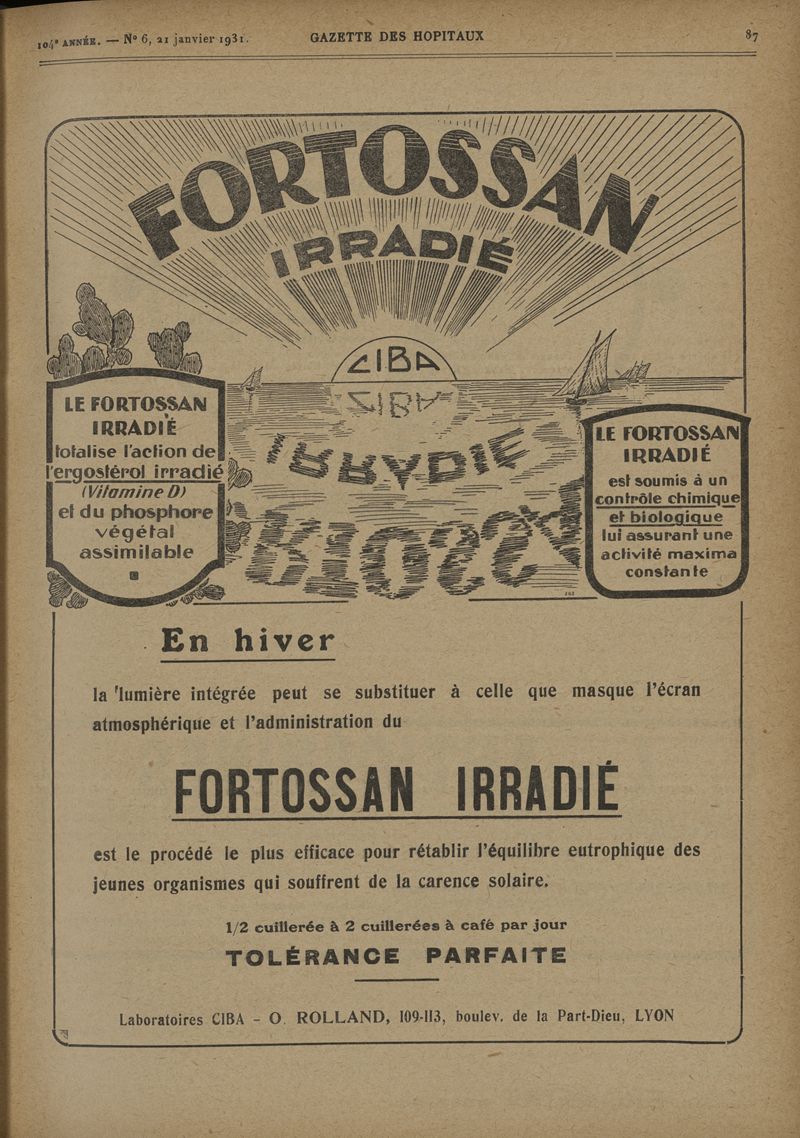 104ᵉ ANNÉE. — Nº 6, 21 janvier 1931.
GAZETTE DES HOPITAUX
87
FORTOSSAN
IRRADIÉ
CIBA
LE FORTOSSAN
IRRADIÉ
totalise l'action de
l'ergostérol irradié
(Vitamine D)
et du phosphore
végétal
assimilable
LE FORTOSSAN
IRRADIÉ
est soumis à un
contrôle chimique
et biologique
lui assurant une
activité maxima
constante
En hiver
la lumière intégrée peut se substituer à celle que masque l'écran
atmosphérique et l'administration du
FORTOSSAN IRRADIÉ
est le procédé le plus efficace pour rétablir l'équilibre eutrophique des
jeunes organismes qui souffrent de la carence solaire.
1/2 cuillerée à 2 cuillerées à café par jour
TOLÉRANCE PARFAITE
Laboratoires CIBA - O. ROLLAND, 109-113, boulev. de la Part-Dieu, LYON